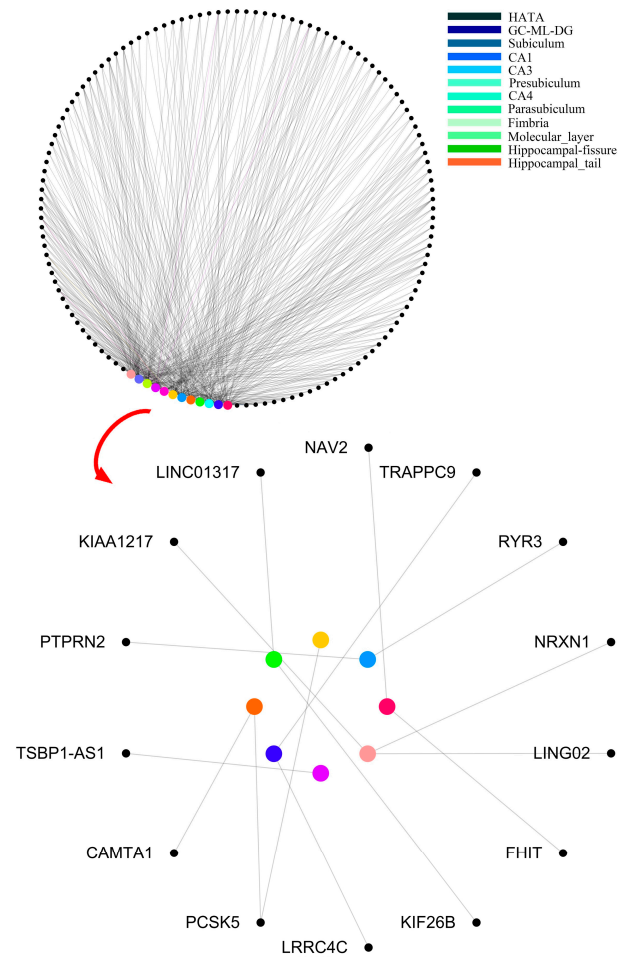 HATA
GC-ML-DG
Subiculum
CA1
CA3
Presubiculum
CA4
Parasubiculum
Fimbria
Molecular_layer
Hippocampal-fissure
Hippocampal_tail
NAV2
LINC01317
TRAPPC9
KIAA1217
RYR3
PTPRN2
NRXN1
TSBP1-AS1
LING02
CAMTA1
FHIT
PCSK5
KIF26B
LRRC4C